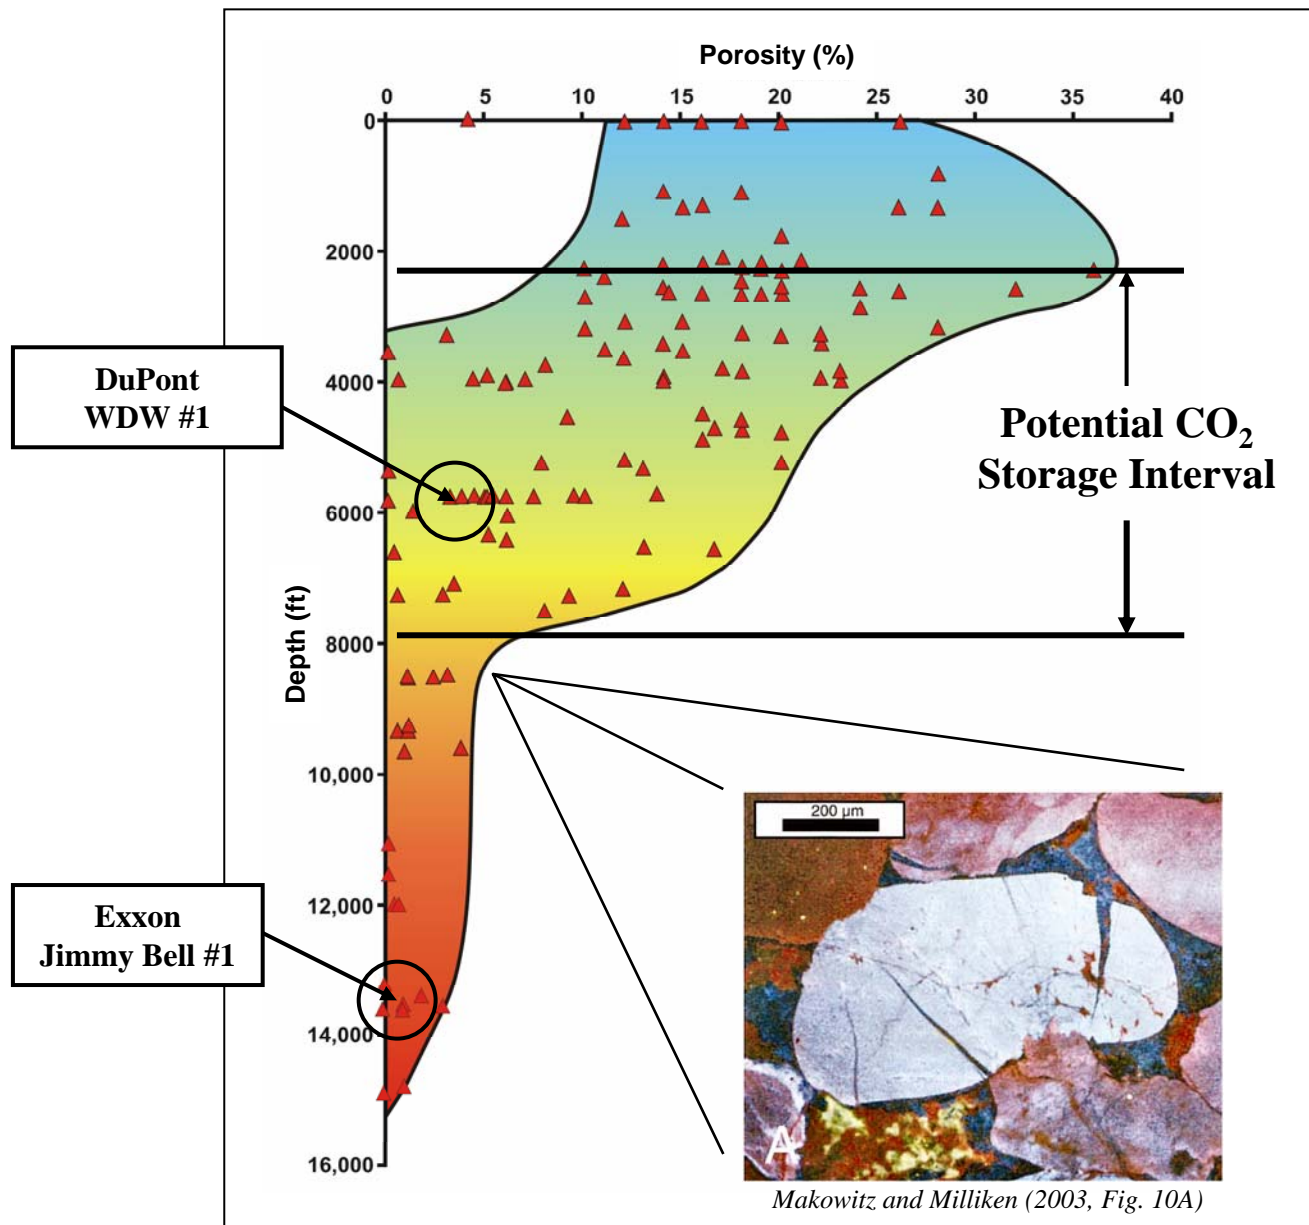 Porosity (%)
0 5 10 15 20 25 30 35 40
0
2000
4000
6000
8000
10,000
12,000
14,000
16,000
Depth (ft)
DuPont
WDW #1
Potential CO₂
Storage Interval
Exxon
Jimmy Bell #1
200 µm
A
Makowitz and Milliken (2003, Fig. 10A)